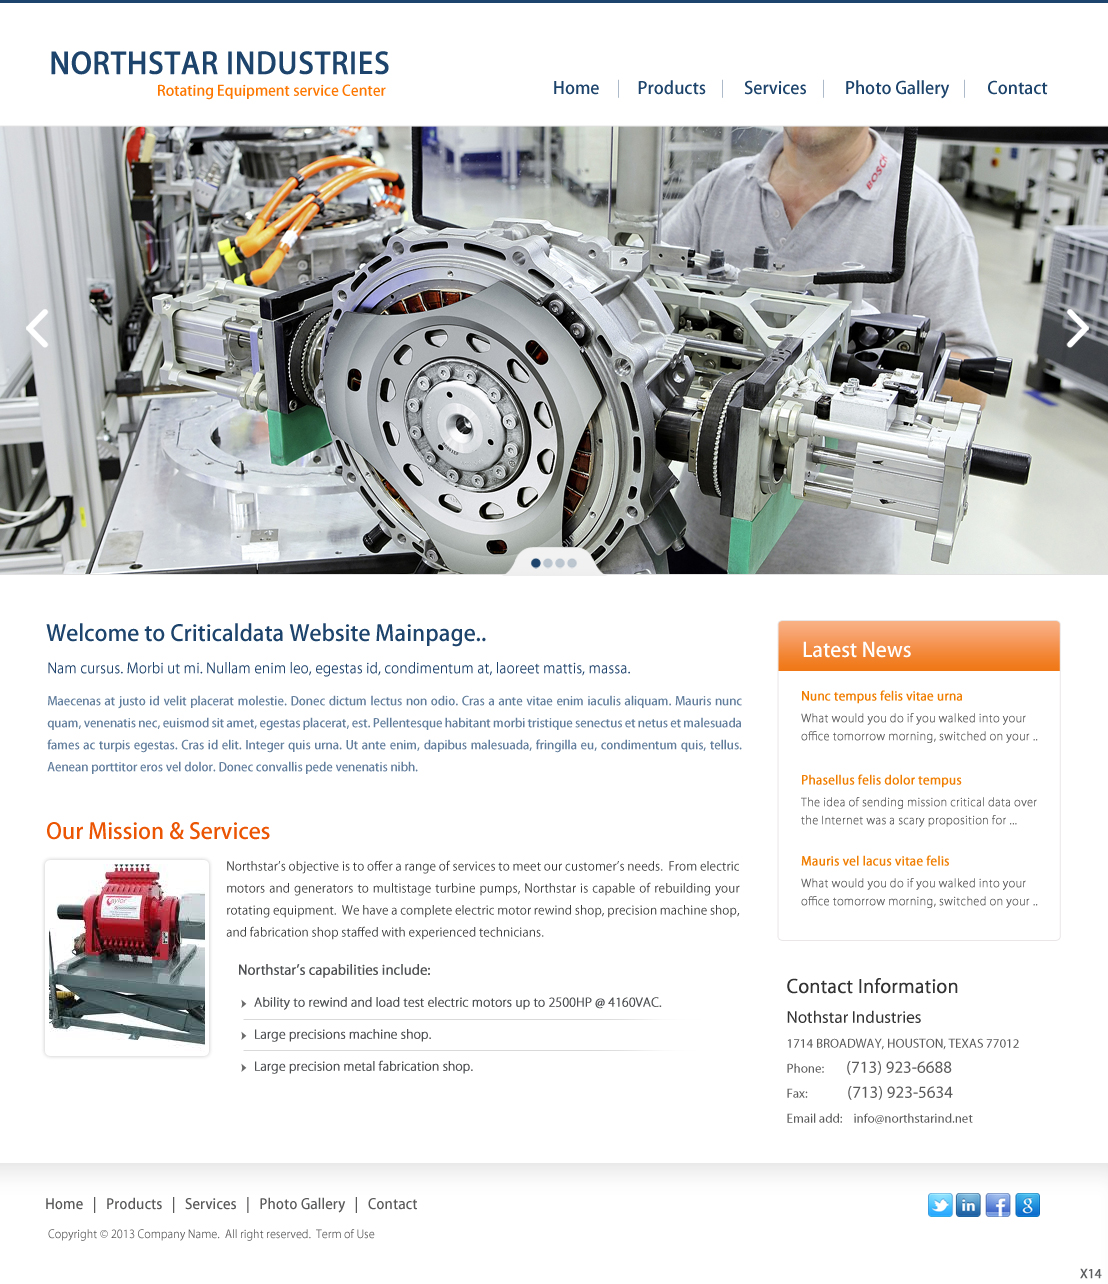 NORTHSTAR INDUSTRIES
Rotating Equipment service Center
Home
Products
Services
Photo Gallery
Contact
BOSCH
Welcome to Criticaldata Website Mainpage..
Nam cursus. Morbi ut mi. Nullam enim leo, egestas id, condimentum at, laoreet mattis, massa.
Maecenas at justo id velit placerat molestie. Donec dictum lectus non odio. Cras a ante vitae enim iaculis aliquam. Mauris nunc
quam, venenatis nec, euismod sit amet, egestas placerat, est. Pellentesque habitant morbi tristique senectus et netus et malesuada
fames ac turpis egestas. Cras id elit. Integer quis urna. Ut ante enim, dapibus malesuada, fringilla eu, condimentum quis, tellus.
Aenean porttitor eros vel dolor. Donec convallis pede venenatis nibh.
Our Mission & Services
Northstar's objective is to offer a range of services to meet our customer's needs. From electric
motors and generators to multistage turbine pumps, Northstar is capable of rebuilding your
rotating equipment. We have a complete electric motor rewind shop, precision machine shop,
and fabrication shop staffed with experienced technicians.
Northstar's capabilities include:
Ability to rewind and load test electric motors up to 2500HP @ 4160VAC.
Large precisions machine shop.
Large precision metal fabrication shop.
Latest News
Nunc tempus felis vitae urna
What would you do if you walked into your
office tomorrow morning, switched on your ..
Phasellus felis dolor tempus
The idea of sending mission critical data over
the Internet was a scary proposition for ...
Mauris vel lacus vitae felis
What would you do if you walked into your
office tomorrow morning, switched on your ..
Contact Information
Nothstar Industries
1714 BROADWAY, HOUSTON, TEXAS 77012
Phone: (713) 923-6688
Fax: (713) 923-5634
Email add: info@northstarind.net
Home | Products | Services | Photo Gallery | Contact
Copyright © 2013 Company Name. All right reserved. Term of Use
X14